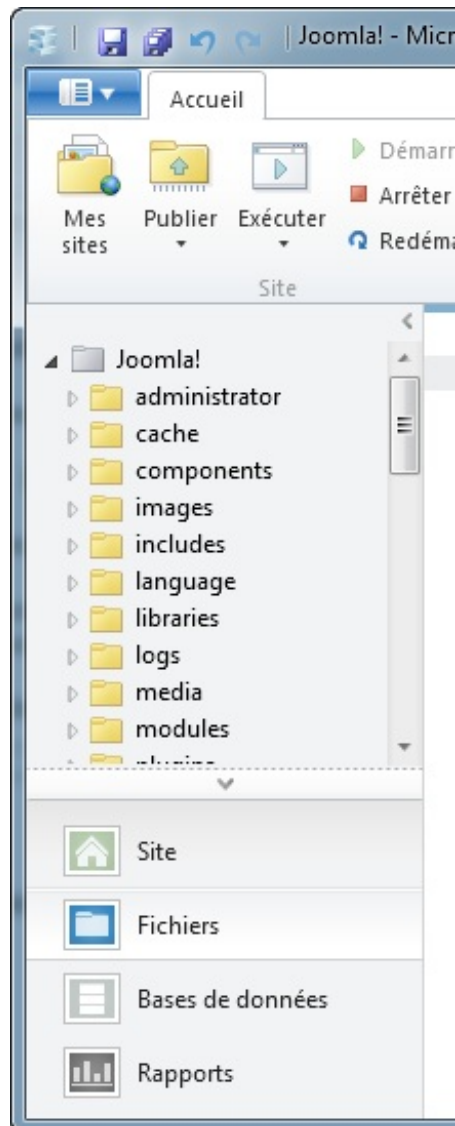 Joomla! - Micr
Accueil
Démarr
Arrêter
Redéma
Mes sites
Publier
Exécuter
Site
Joomla!
administrator
cache
components
images
includes
language
libraries
logs
media
modules
plugins
Site
Fichiers
Bases de données
Rapports